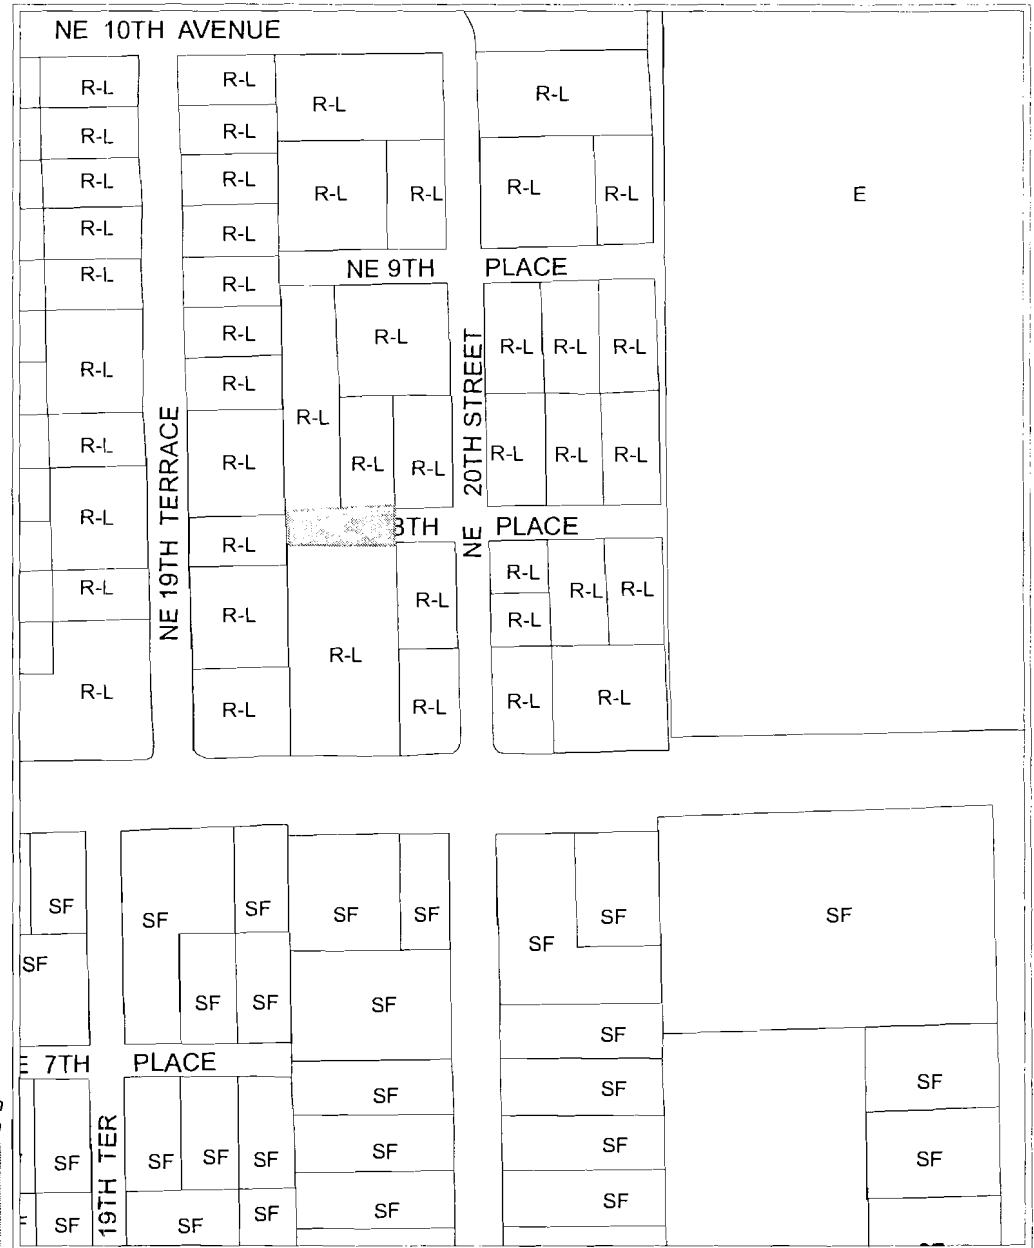 NE 10TH AVENUE
R-L R-L R-L R-L
R-L R-L
R-L R-L R-L R-L R-L R-L E
R-L R-L
R-L R-L NE 9TH PLACE
R-L R-L R-L R-L R-L
R-L R-L
R-L
R-L R-L R-L R-L R-L R-L R-L R-L
NE 19TH TERRACE
NE 20TH STREET
R-L R-L 8TH PLACE
R-L R-L R-L R-L R-L R-L
R-L R-L
R-L R-L R-L R-L R-L
SF SF SF SF SF SF SF SF
SF SF
SF SF SF SF
E 7TH PLACE
SF SF SF
19TH TER
SF SF SF SF SF SF SF
SF SF SF SF SF